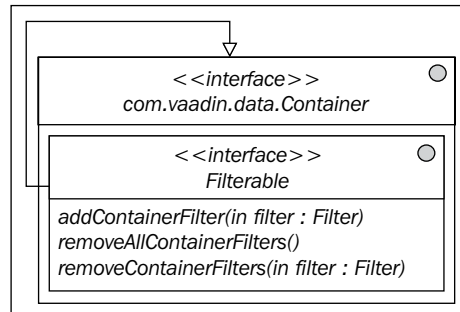 <<interface>>
com.vaadin.data.Container
<<interface>>
Filterable
addContainerFilter(in filter : Filter)
removeAllContainerFilters()
removeContainerFilters(in filter : Filter)